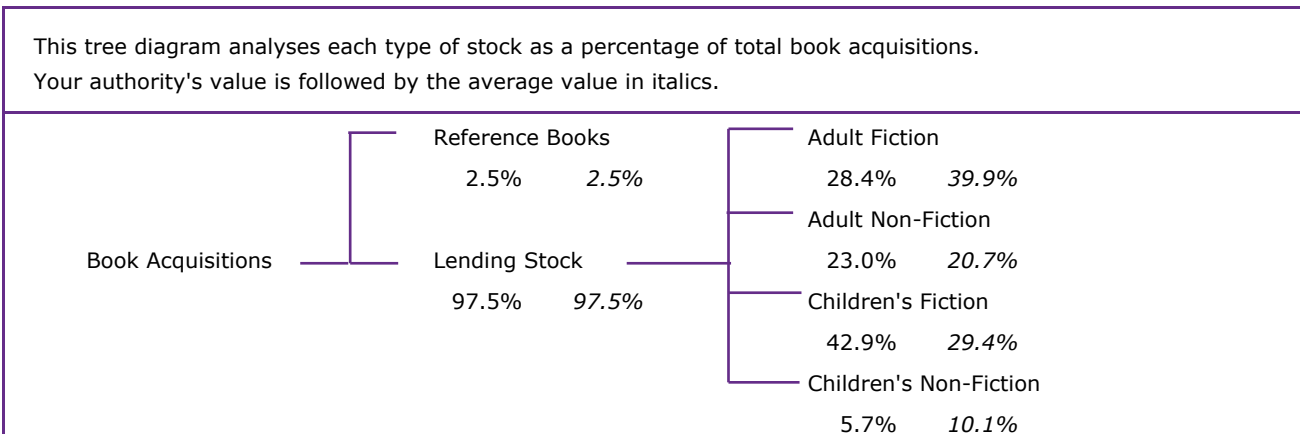 This tree diagram analyses each type of stock as a percentage of total book acquisitions.
Your authority's value is followed by the average value in italics.
Reference Books
2.5% 2.5%
Book Acquisitions
Lending Stock
97.5% 97.5%
Adult Fiction
28.4% 39.9%
Adult Non-Fiction
23.0% 20.7%
Children's Fiction
42.9% 29.4%
Children's Non-Fiction
5.7% 10.1%